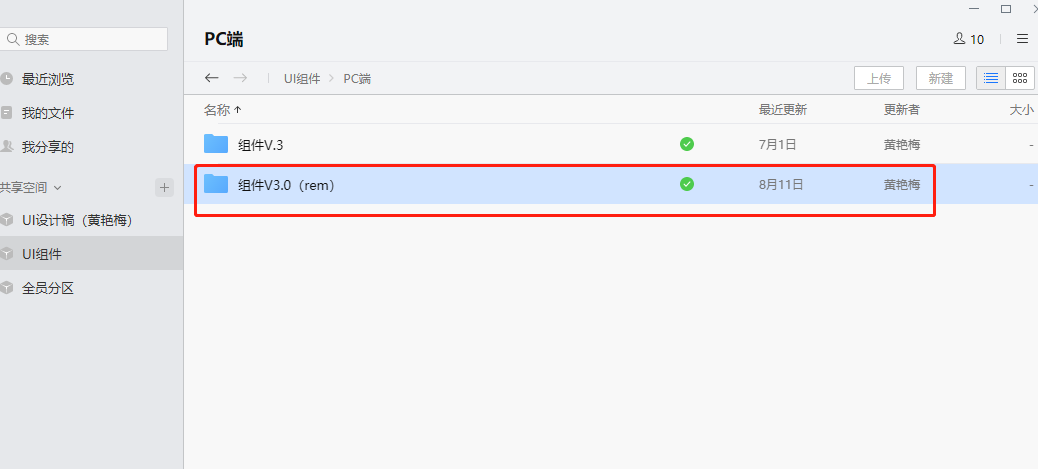 搜索
最近浏览
我的文件
我分享的
共享空间
UI设计稿（黄艳梅）
UI组件
全员分区
PC端
10
UI组件 PC端
上传 新建
名称 最近更新 更新者 大小
组件V.3 7月1日 黄艳梅 -
组件V3.0（rem） 8月11日 黄艳梅 -